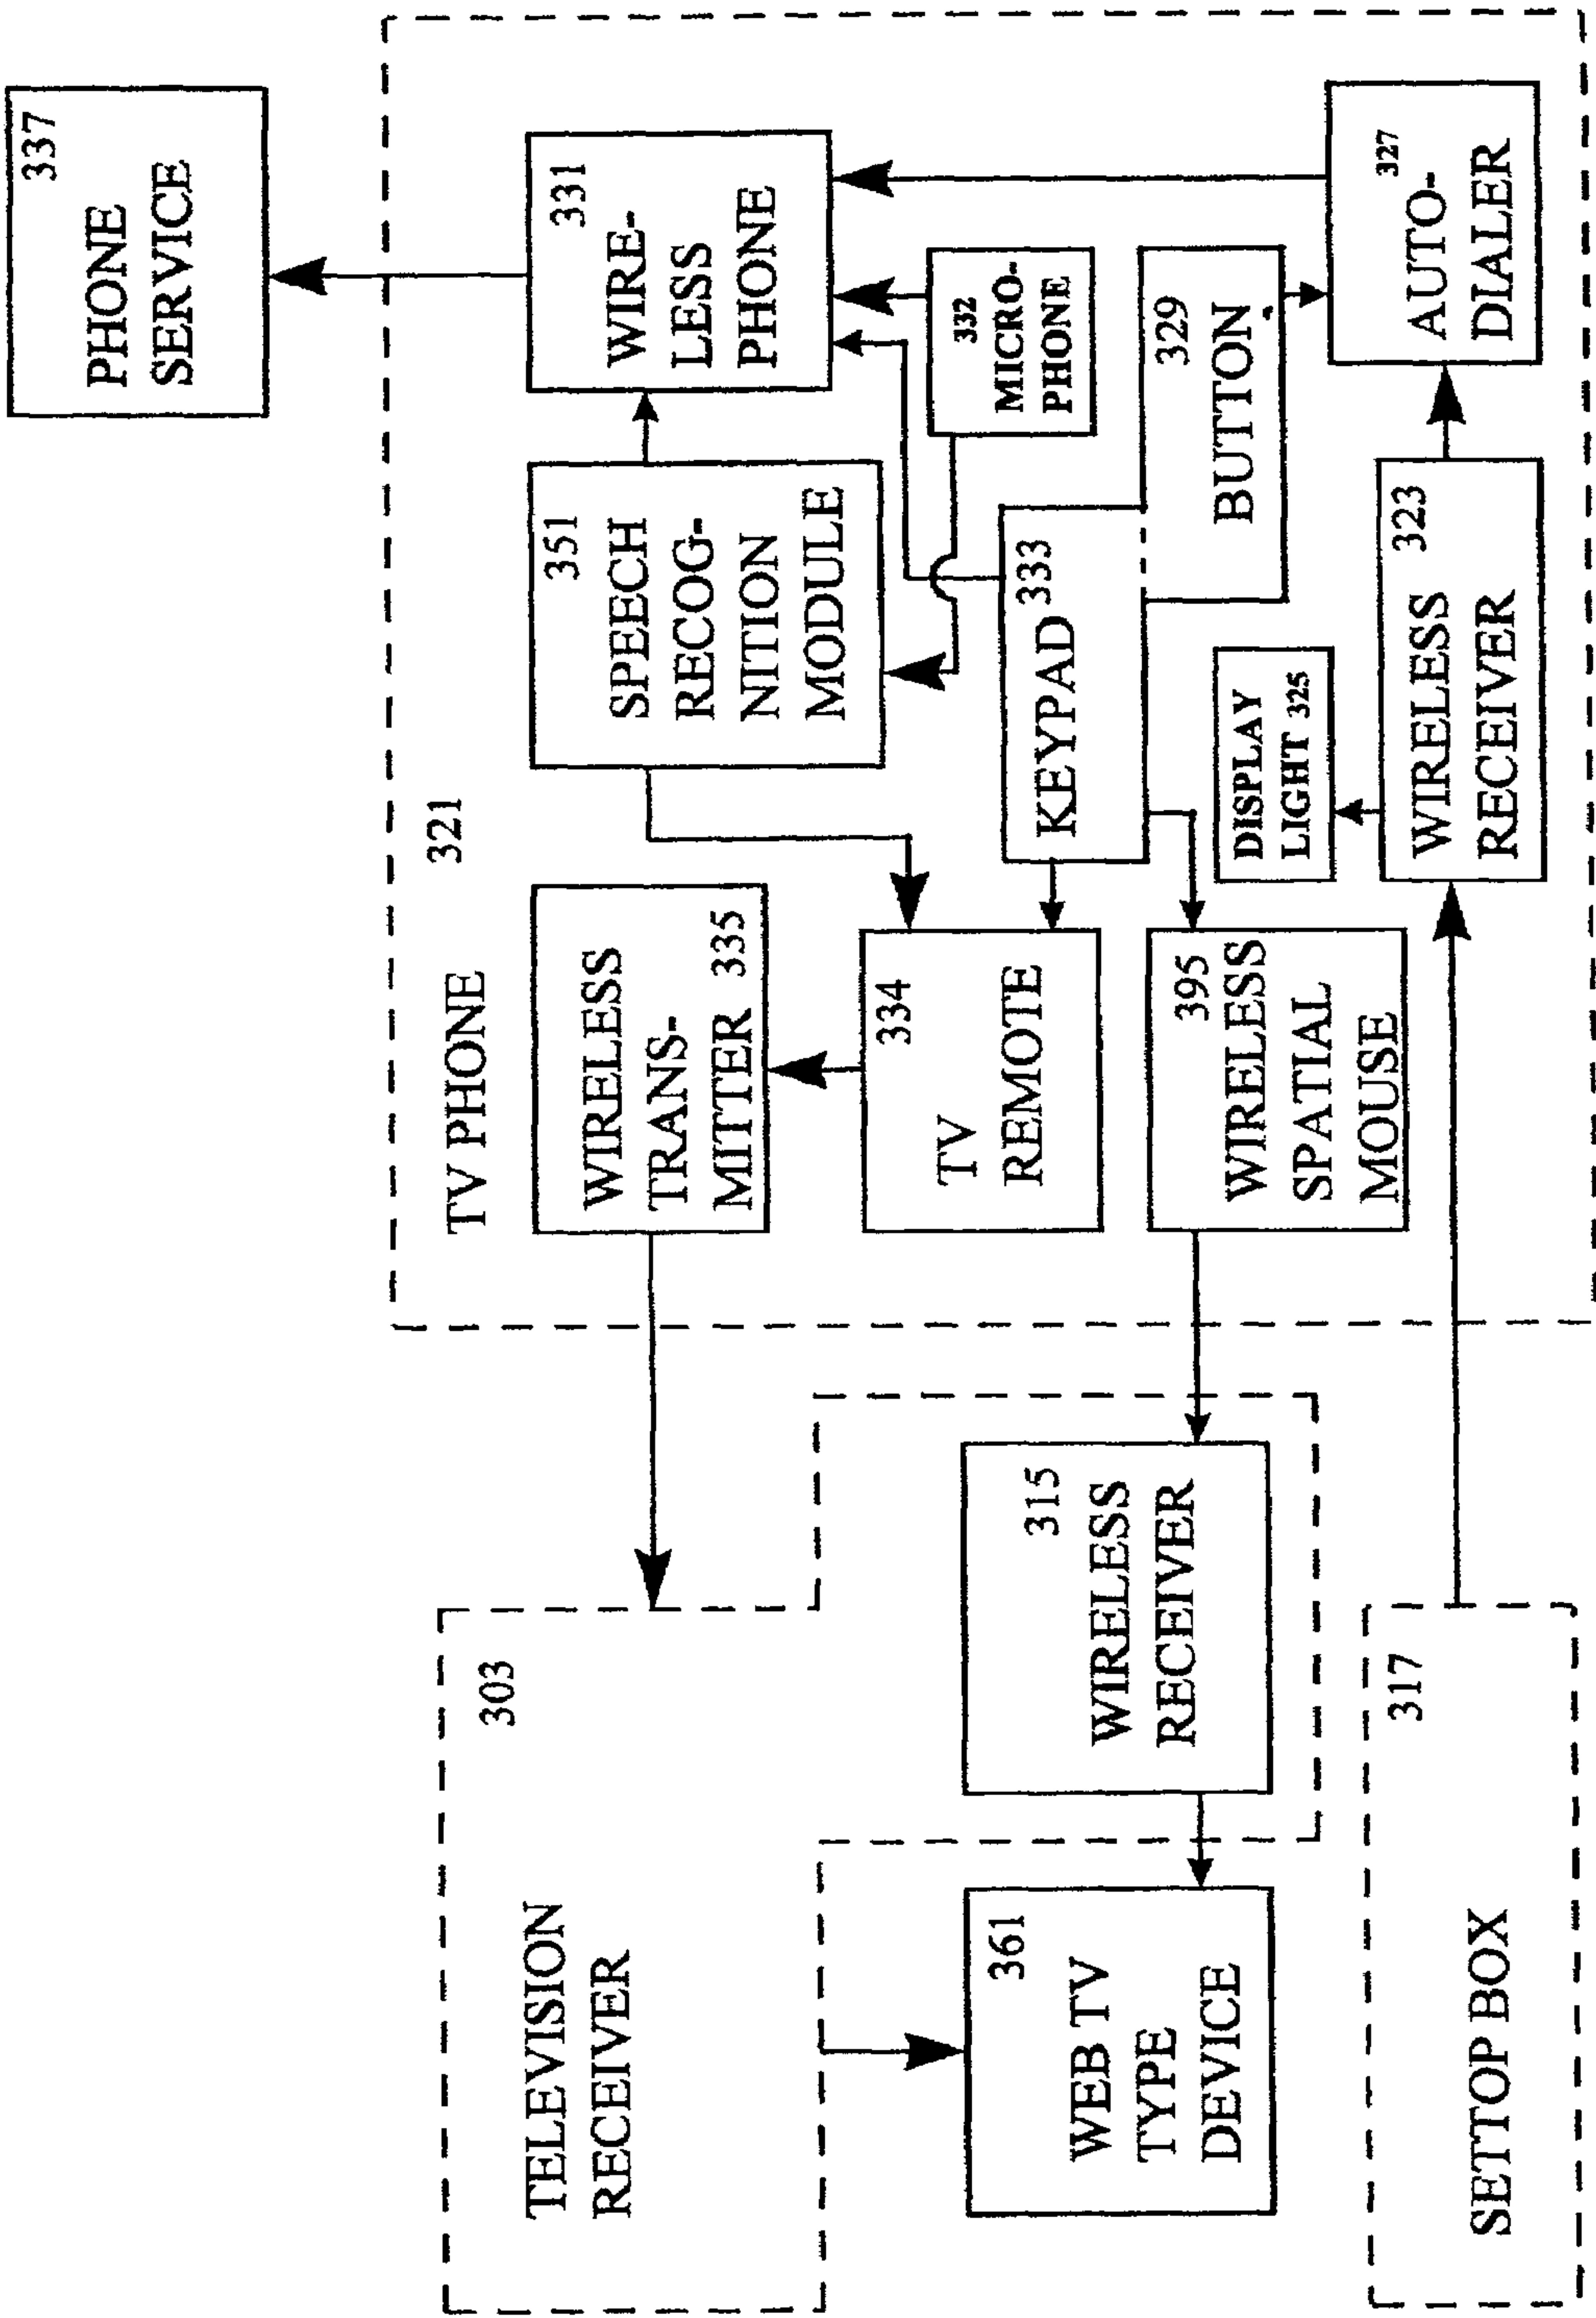 337
PHONE
SERVICE
TV PHONE
321
WIRELESS
TRANS-
MITTER 335
351
SPEECH
RECOG-
NITION
MODULE
331
WIRE-
LESS
PHONE
303
TELEVISION
RECEIVER
334
TV
REMOTE
333
KEYPAD
332
MICRO-
PHONE
329
BUTTON
361
WEB TV
TYPE
DEVICE
315
WIRELESS
RECEIVER
395
WIRELESS
SPATIAL
MOUSE
DISPLAY
LIGHT 325
327
AUTO-
DIALER
317
SETTOP BOX
323
WIRELESS
RECEIVER